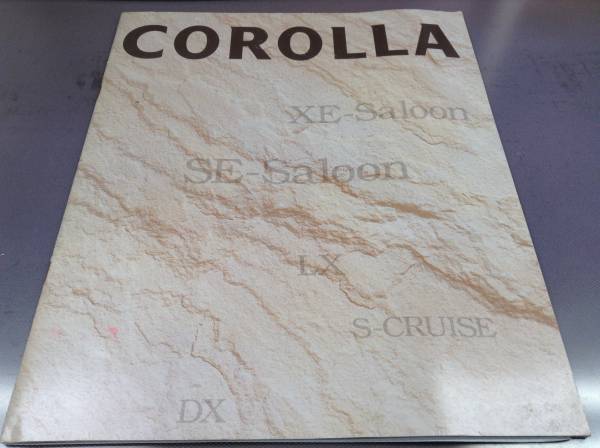 COROLLA
XE-Saloon
SE-Saloon
LX
S-CRUISE
DX